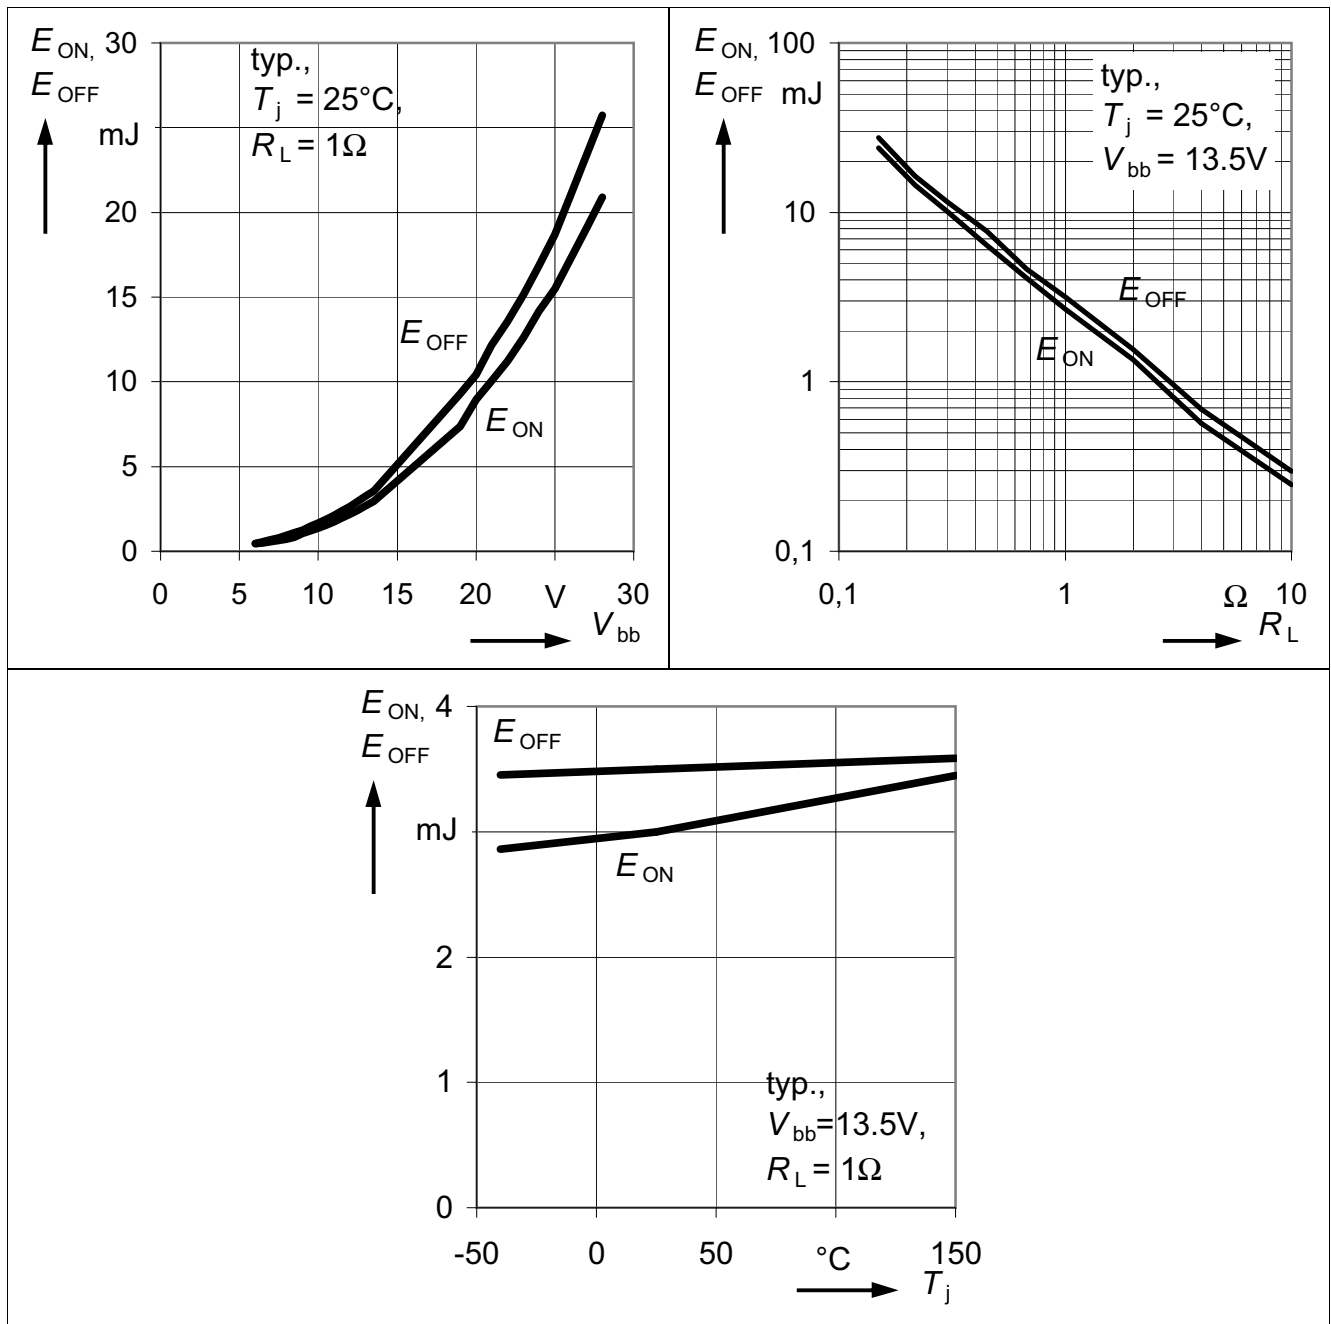 E ON, 30
E OFF
mJ
20
15
10
5
0
0 5 10 15 20 V 30
V bb
typ.,
T j = 25°C,
R L = 1Ω
E OFF
E ON
E ON, 100
E OFF mJ
10
1
0,1
0,1 1 Ω 10
R L
typ.,
T j = 25°C,
V bb = 13.5V
E OFF
E ON
E ON, 4
E OFF
mJ
2
1
0
-50 0 50 °C 150
T j
E OFF
E ON
typ.,
V bb=13.5V,
R L = 1Ω